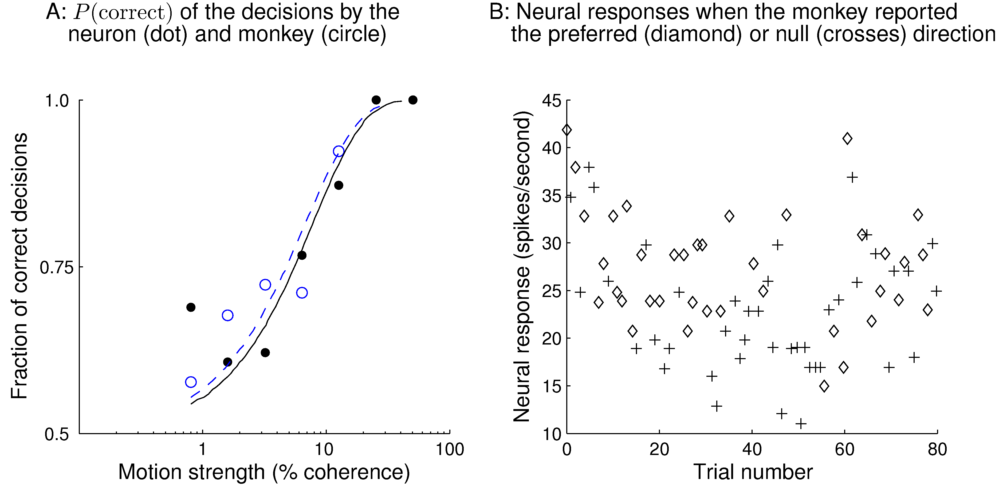 A: P(correct) of the decisions by the
neuron (dot) and monkey (circle)
1.0
0.75
0.5
Fraction of correct decisions
1
10
100
Motion strength (% coherence)
B: Neural responses when the monkey reported
the preferred (diamond) or null (crosses) direction
45
40
35
30
25
20
15
10
Neural response (spikes/second)
0
20
40
60
80
Trial number